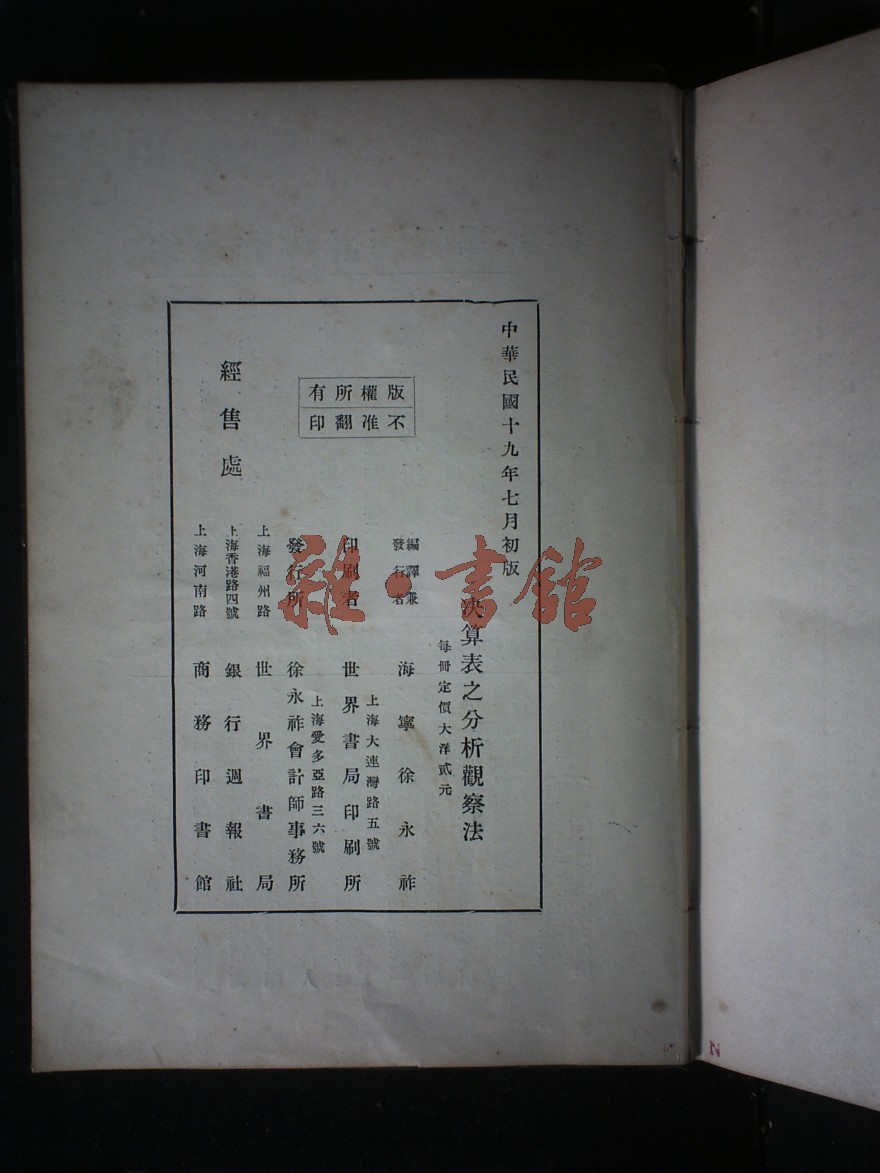 中華民國十九年七月初版
決算表之分析觀察法
每冊定價大洋貳元
版權所有
不准翻印
編譯兼
發行者
海寧徐永祚
上海大連灣路五號
印刷者
世界書局印刷所
上海愛多亞路三六號
發行所
徐永祚會計師事務所
經售處
上海福州路
世界書局
上海香港路四號
銀行週報社
上海河南路
商務印書館
雜·書館
N